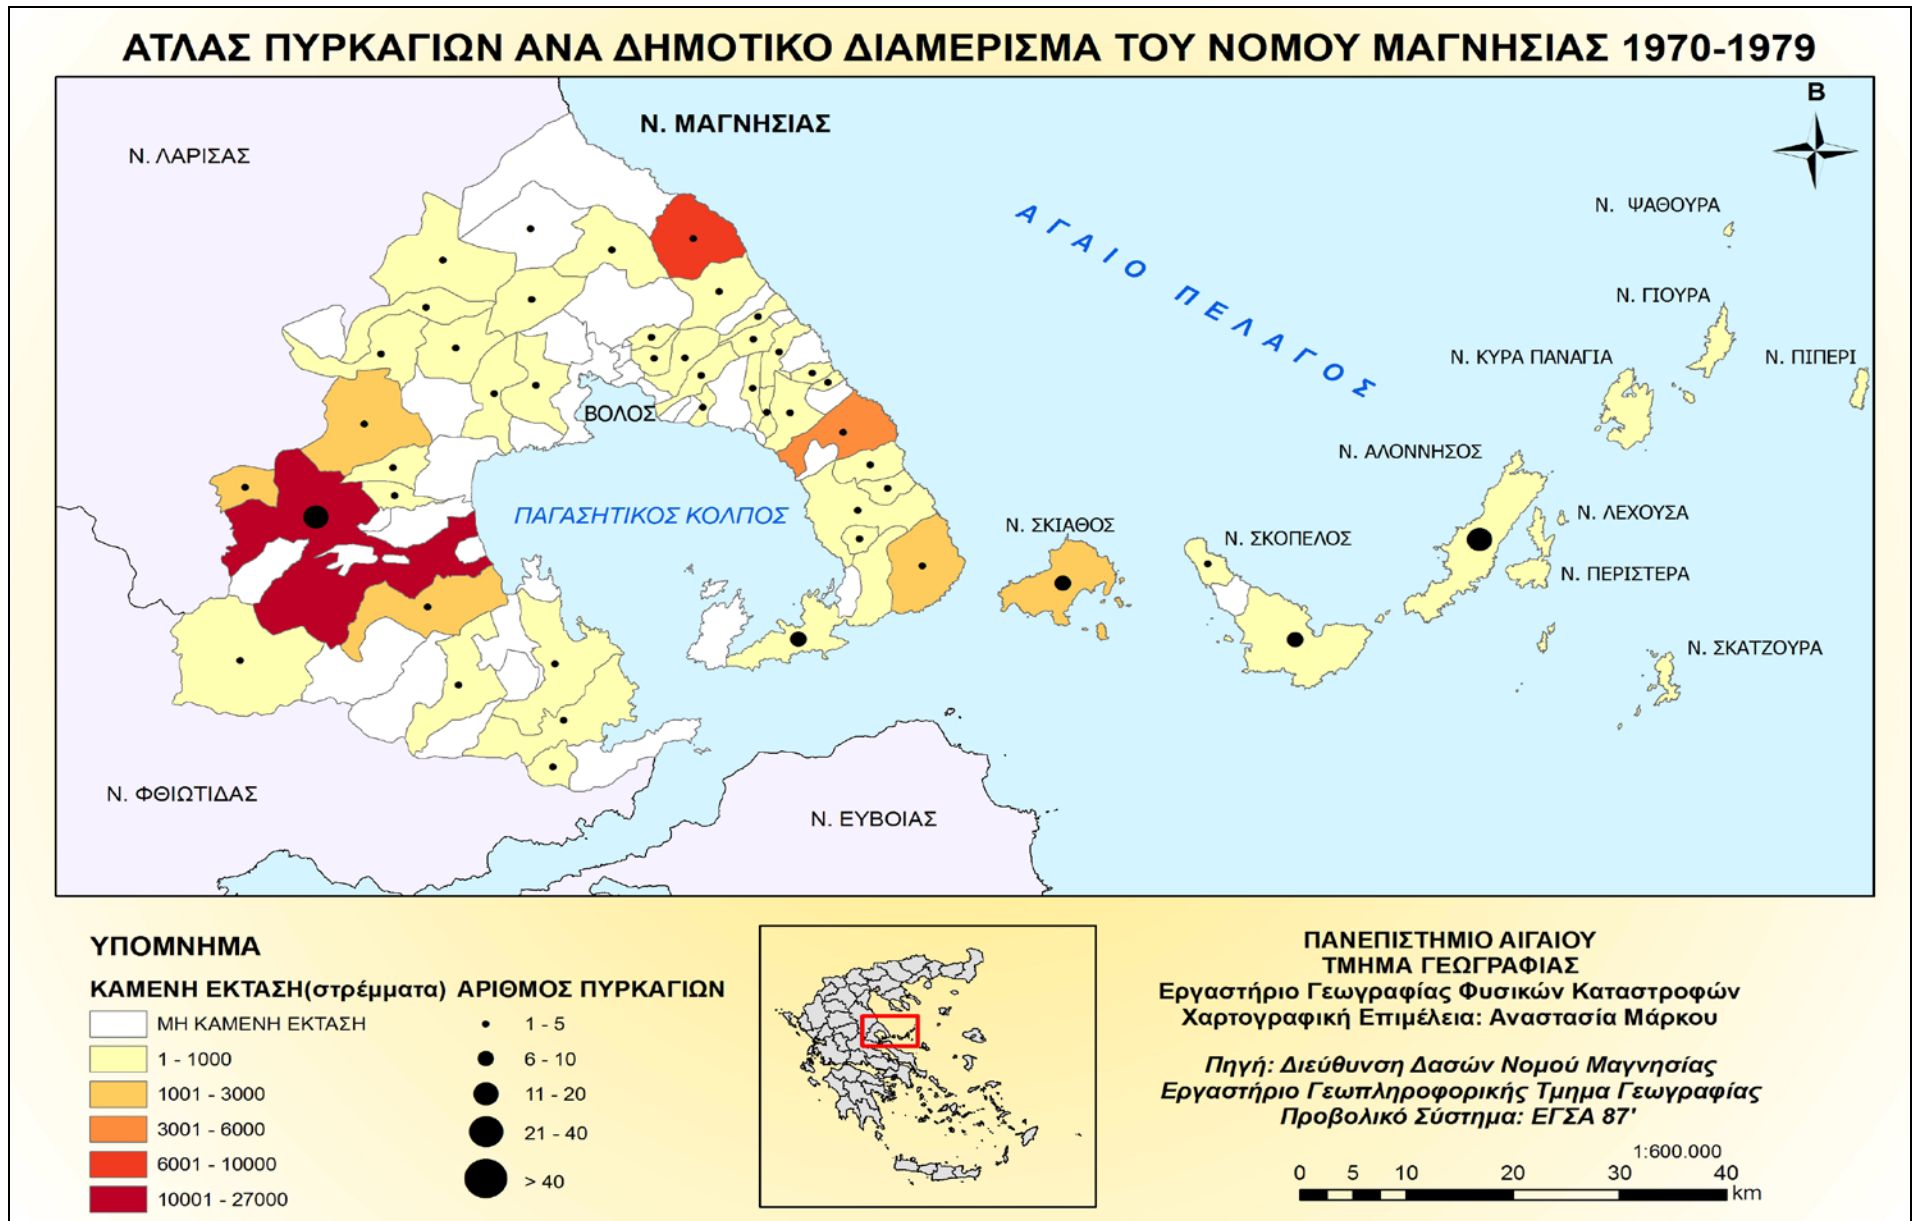 ΑΤΛΑΣ ΠΥΡΚΑΓΙΩΝ ΑΝΑ ΔΗΜΟΤΙΚΟ ΔΙΑΜΕΡΙΣΜΑ ΤΟΥ ΝΟΜΟΥ ΜΑΓΝΗΣΙΑΣ 1970-1979
Β
Ν. ΜΑΓΝΗΣΙΑΣ
Ν. ΛΑΡΙΣΑΣ
Ν. ΨΑΘΟΥΡΑ
ΑΓΑΙΟ ΠΕΛΑΓΟΣ
Ν. ΓΙΟΥΡΑ
Ν. ΚΥΡΑ ΠΑΝΑΓΙΑ
Ν. ΠΙΠΕΡΙ
ΒΟΛΟΣ
Ν. ΑΛΟΝΝΗΣΟΣ
ΠΑΓΑΣΗΤΙΚΟΣ ΚΟΛΠΟΣ
Ν. ΛΕΧΟΥΣΑ
Ν. ΣΚΙΑΘΟΣ
Ν. ΣΚΟΠΕΛΟΣ
Ν. ΠΕΡΙΣΤΕΡΑ
Ν. ΣΚΑΤΖΟΥΡΑ
Ν. ΦΘΙΩΤΙΔΑΣ
Ν. ΕΥΒΟΙΑΣ
ΥΠΟΜΝΗΜΑ
ΚΑΜΕΝΗ ΕΚΤΑΣΗ(στρέμματα)
ΜΗ ΚΑΜΕΝΗ ΕΚΤΑΣΗ
1 - 1000
1001 - 3000
3001 - 6000
6001 - 10000
10001 - 27000
ΑΡΙΘΜΟΣ ΠΥΡΚΑΓΙΩΝ
1 - 5
6 - 10
11 - 20
21 - 40
> 40
ΠΑΝΕΠΙΣΤΗΜΙΟ ΑΙΓΑΙΟΥ
ΤΜΗΜΑ ΓΕΩΓΡΑΦΙΑΣ
Εργαστήριο Γεωγραφίας Φυσικών Καταστροφών
Χαρτογραφική Επιμέλεια: Αναστασία Μάρκου
Πηγή: Διεύθυνση Δασών Νομού Μαγνησίας
Εργαστήριο Γεωπληροφορικής Τμημα Γεωγραφίας
Προβολικό Σύστημα: ΕΓΣΑ 87'
1:600.000
0 5 10 20 30 40
km